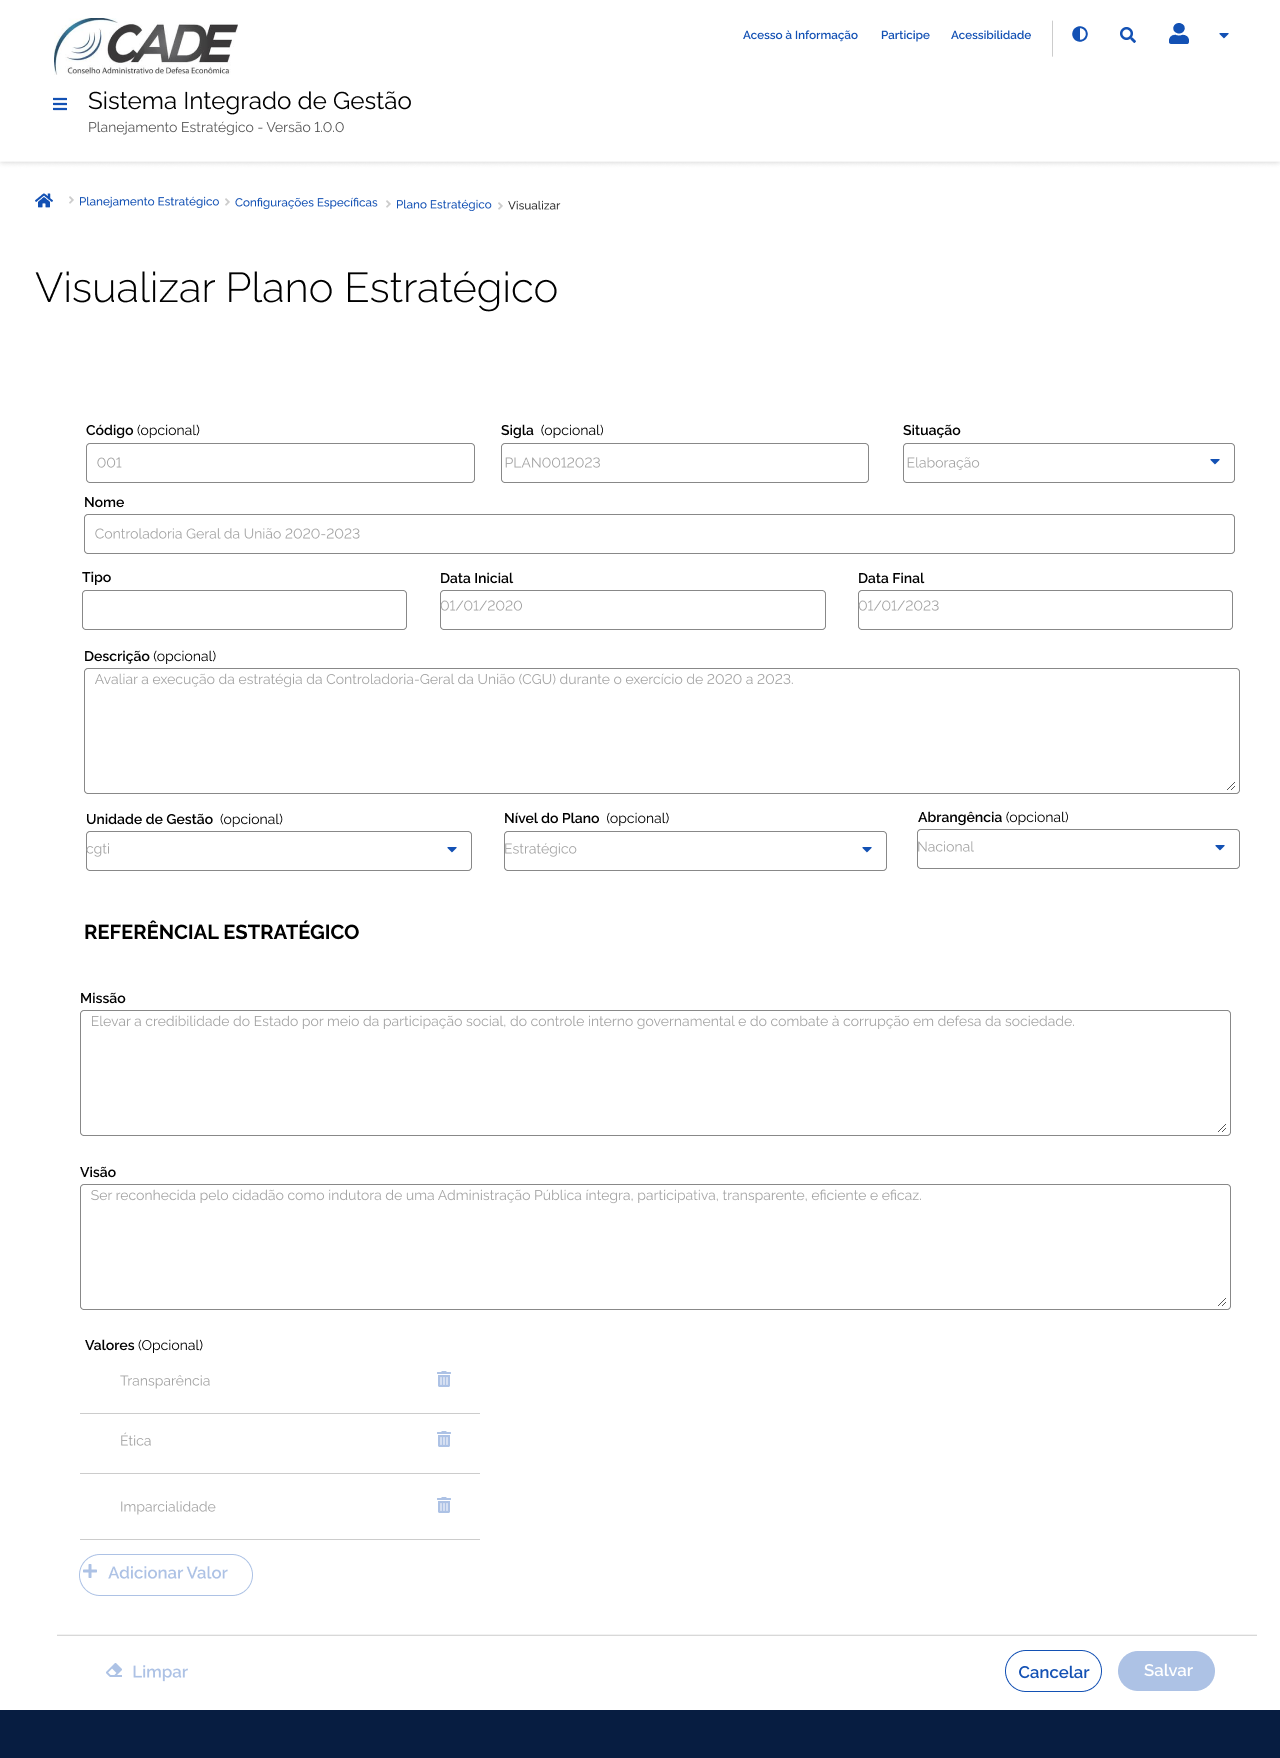 CADE
Conselho Administrativo de Defesa Econômica
Acesso à Informação Participe Acessibilidade
Sistema Integrado de Gestão
Planejamento Estratégico - Versão 1.0.0
Planejamento Estratégico Configurações Específicas Plano Estratégico Visualizar
Visualizar Plano Estratégico
Código (opcional) Sigla (opcional) Situação
001 PLAN0012023 Elaboração
Nome
Controladoria Geral da União 2020-2023
Tipo Data Inicial Data Final
01/01/2020 01/01/2023
Descrição (opcional)
Avaliar a execução da estratégia da Controladoria-Geral da União (CGU) durante o exercício de 2020 a 2023.
Unidade de Gestão (opcional) Nível do Plano (opcional) Abrangência (opcional)
cgti Estratégico Nacional
REFERÊNCIAL ESTRATÉGICO
Missão
Elevar a credibilidade do Estado por meio da participação social, do controle interno governamental e do combate à corrupção em defesa da sociedade.
Visão
Ser reconhecida pelo cidadão como indutora de uma Administração Pública íntegra, participativa, transparente, eficiente e eficaz.
Valores (Opcional)
Transparência
Ética
Imparcialidade
Adicionar Valor
Limpar Cancelar Salvar